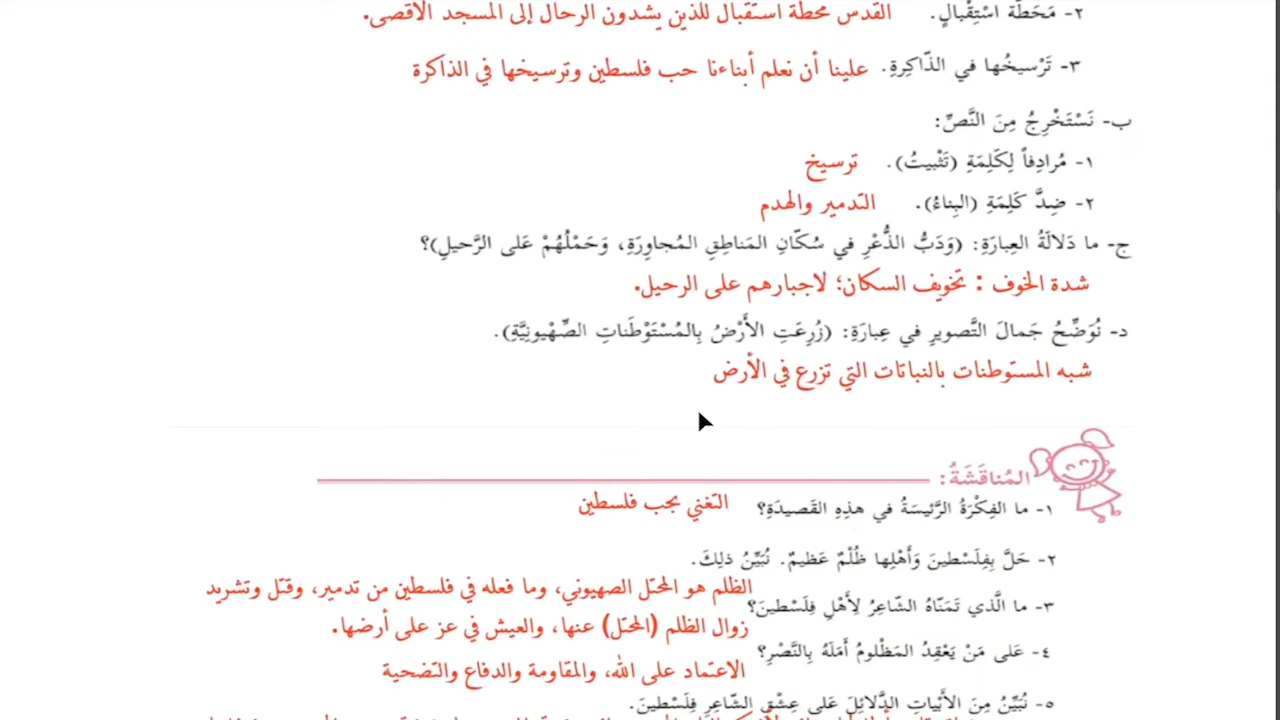 ٢- مَحَطَّةَ اسْتِقْبالٍ. القدس محطة استقبال للذين يشدون الرحال إلى المسجد الأقصى.
٣- تَرْسيخُها في الذّاكِرةِ. علينا أن نعلم أبناءنا حب فلسطين وترسيخها في الذاكرة
ب- نَسْتَخْرِجُ مِنَ النَّصِّ:
١- مُرادِفاً لِكَلِمَةِ (تَثْبيتُ). ترسيخ
٢- ضِدَّ كَلِمَةِ (البِناءُ). التدمير والهدم
ج- ما دَلالَةُ العِبارَةِ: (وَدَبَّ الذُّعْرِ في سُكّانِ المَناطِقِ المُجاوِرَةِ، وَحَمْلُهُمْ عَلى الرَّحيلِ)؟
شدة الخوف : تخويف السكان؛ لاجبارهم على الرحيل.
د- نُوَضِّحُ جَمالَ التَّصويرِ في عِبارَةِ: (زُرِعَتِ الأَرْضُ بِالمُسْتَوْطَناتِ الصِّهْيونِيَّةِ).
شبه المستوطنات بالنباتات التي تزرع في الأرض
المُناقَشَةُ:
١- ما الفِكْرَةُ الرَّئيسَةُ في هذِهِ القَصيدَةِ؟ التغني بحب فلسطين
٢- حَلَّ بِفِلَسْطينَ وَأَهْلِها ظُلْمٌ عَظيمٌ. نُبَيِّنُ ذلِكَ.
الظلم هو المحتل الصهيوني، وما فعله في فلسطين من تدمير، وقتل وتشريد
٣- ما الَّذي تَمَنّاهُ الشّاعِرُ لِأَهْلِ فِلَسْطينَ؟
زوال الظلم (المحتل) عنها، والعيش في عز على أرضها.
٤- عَلى مَنْ يَعْقِدُ المَظْلومُ أَمَلَهُ بِالنَّصْرِ؟
الاعتماد على الله، والمقاومة والدفاع والتضحية
٥- نُبَيِّنُ مِنَ الأَبْياتِ الدَّلائِلَ عَلى عِشْقِ الشّاعِرِ فِلَسْطينَ.